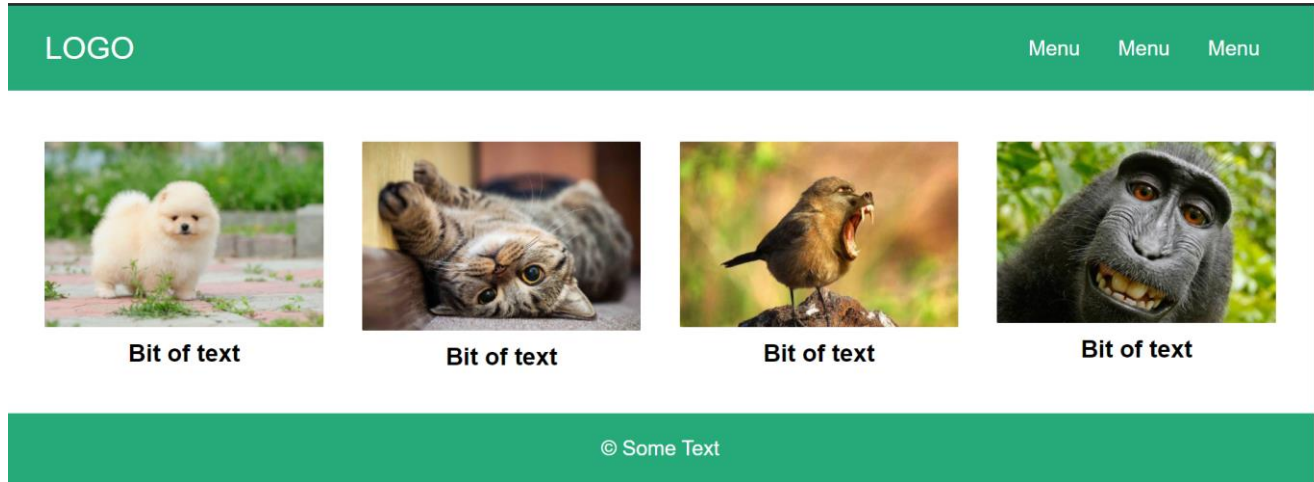 LOGO
Menu Menu Menu
Bit of text Bit of text Bit of text Bit of text
© Some Text